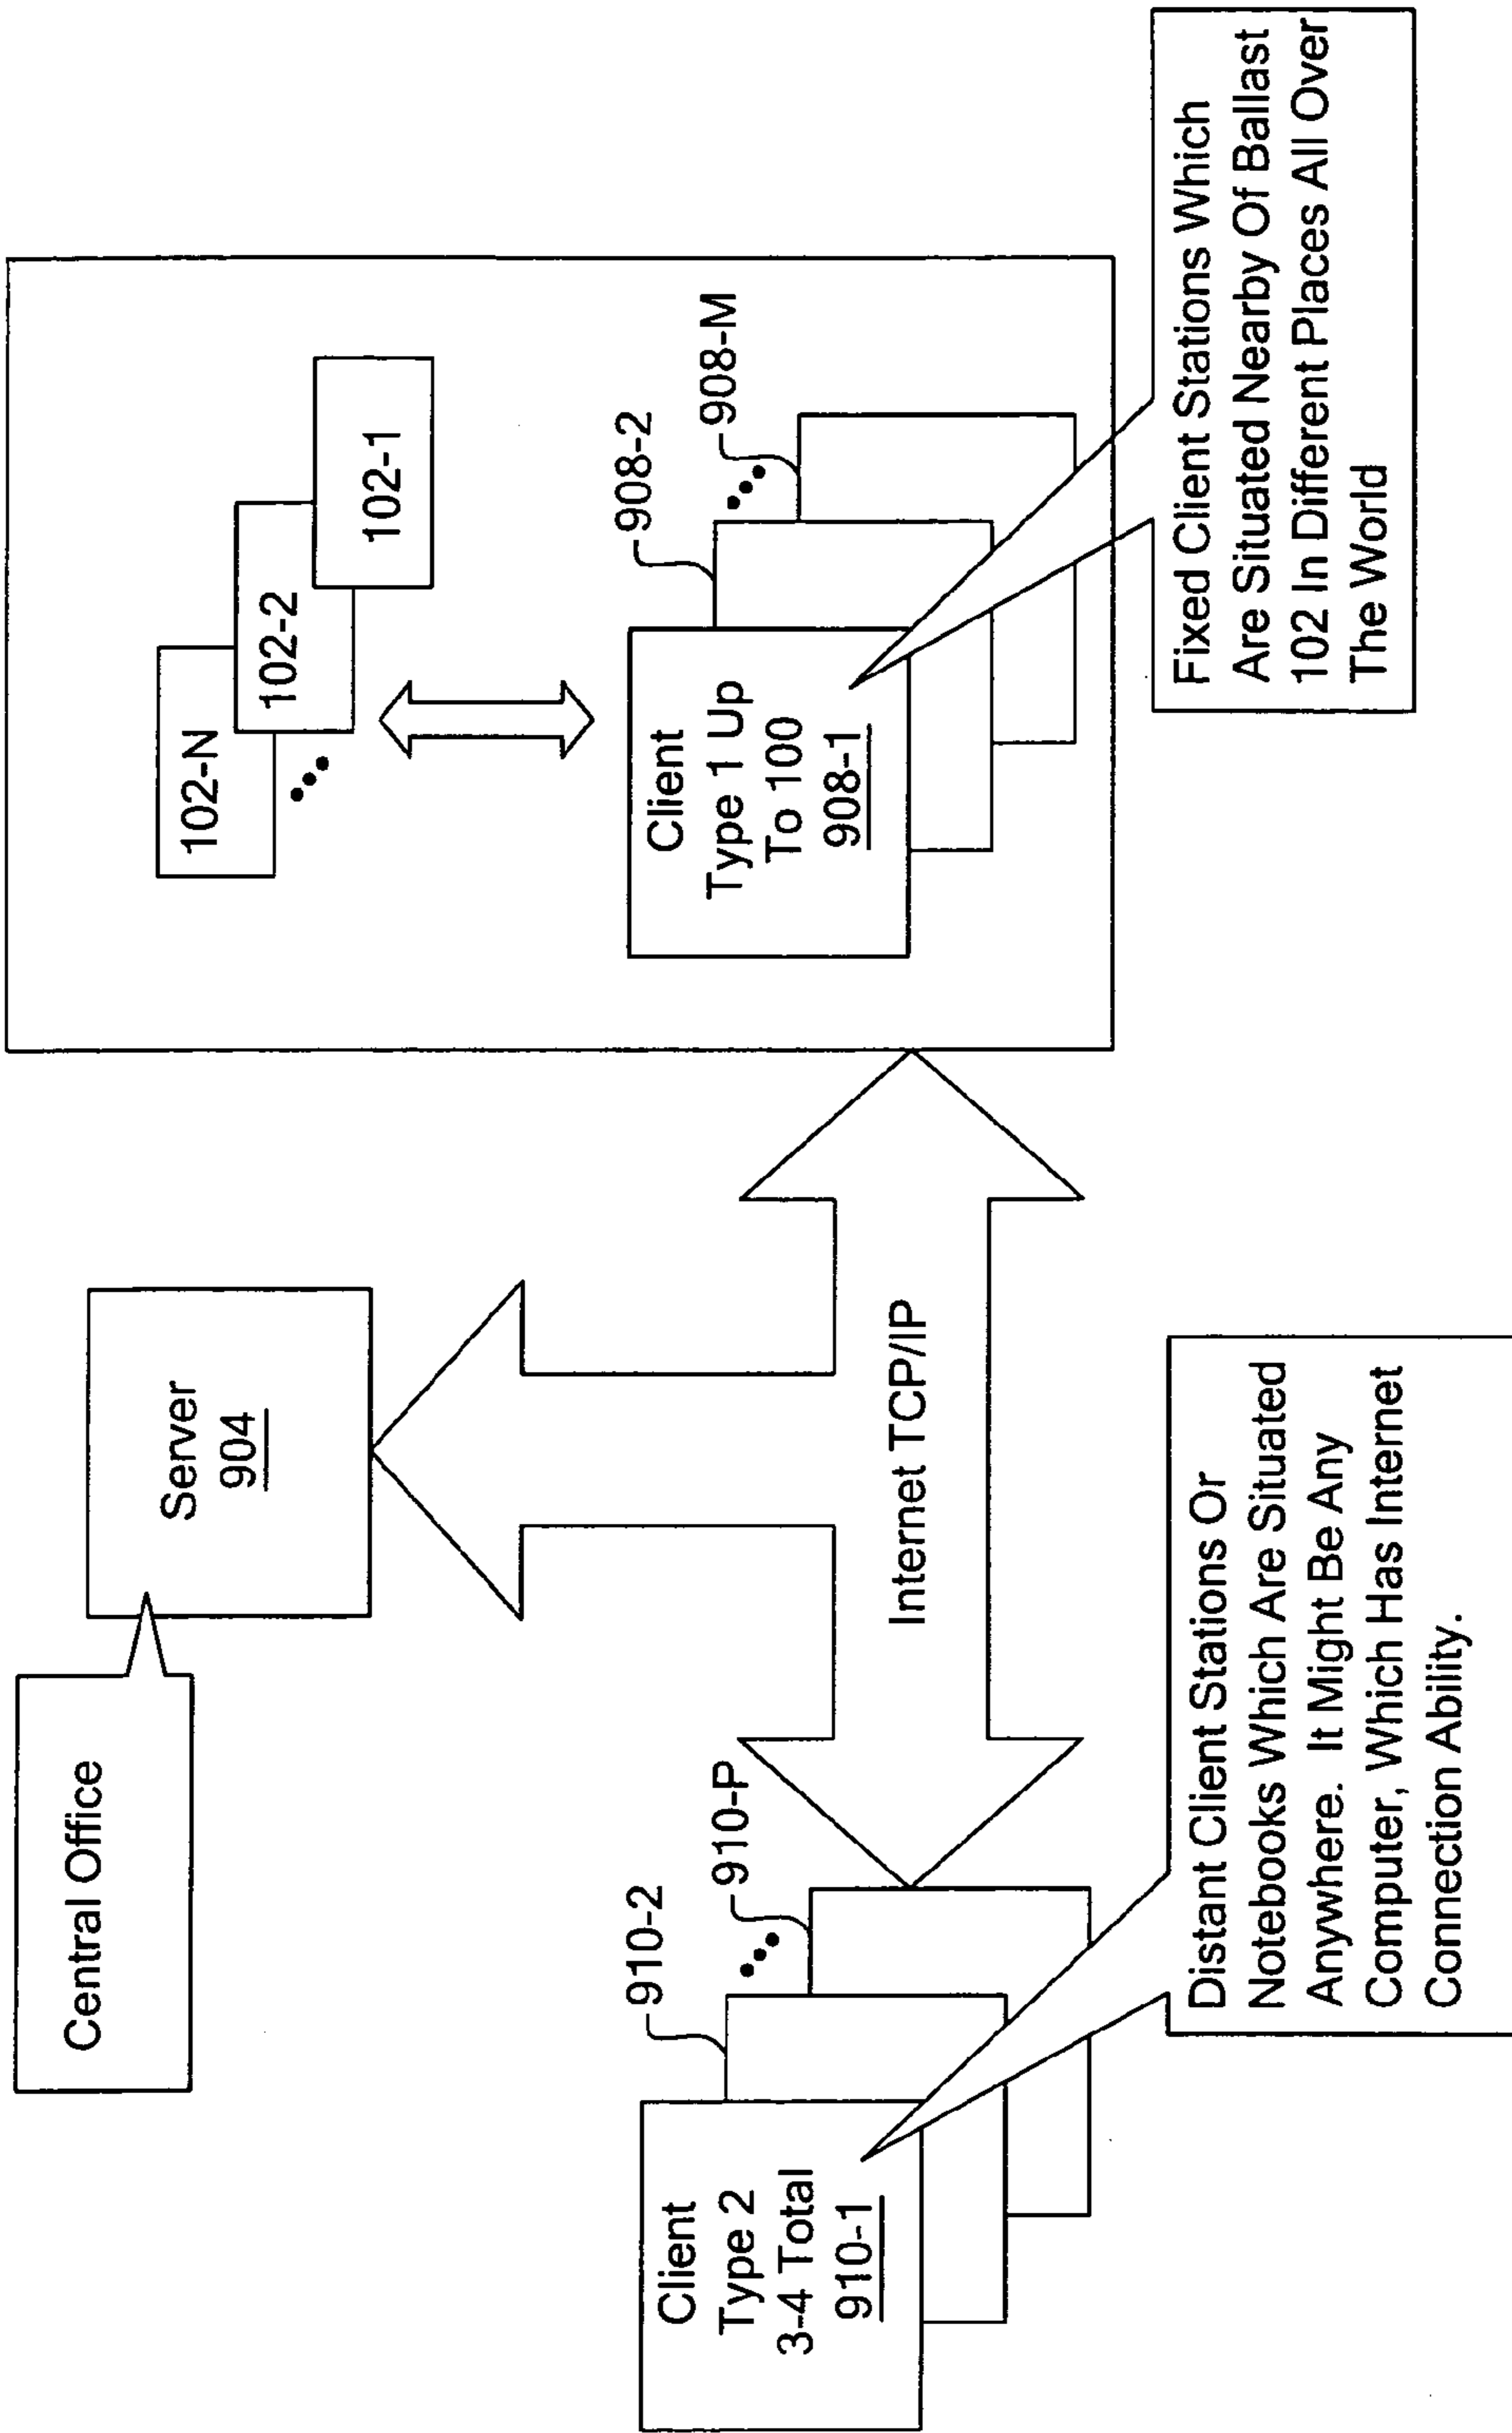 Central Office
Server
904
102-N
102-2
102-1
910-2
910-P
Client
Type 2
3-4 Total
910-1
Internet TCP/IP
908-2
908-M
Client
Type 1 Up
To 100
908-1
Distant Client Stations Or
Notebooks Which Are Situated
Anywhere. It Might Be Any
Computer, Which Has Internet
Connection Ability.
Fixed Client Stations Which
Are Situated Nearby Of Ballast
102 In Different Places All Over
The World